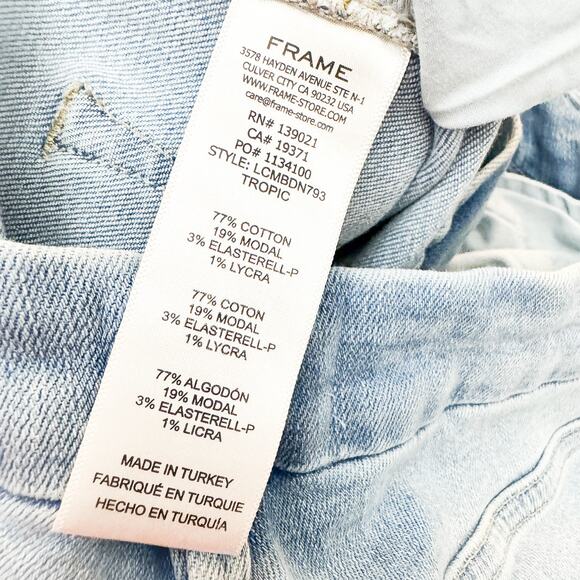 FRAME
3578 HAYDEN AVENUE STE N-1
CULVER CITY CA 90232 USA
WWW.FRAME-STORE.COM
care@frame-store.com
RN# 139021
CA# 19371
PO# 1134100
STYLE: LCMBDN793
TROPIC
77% COTTON
19% MODAL
3% ELASTERELL-P
1% LYCRA
77% COTON
19% MODAL
3% ELASTERELL-P
1% LYCRA
77% ALGODÓN
19% MODAL
3% ELASTERELL-P
1% LICRA
MADE IN TURKEY
FABRIQUÉ EN TURQUIE
HECHO EN TURQUÍA